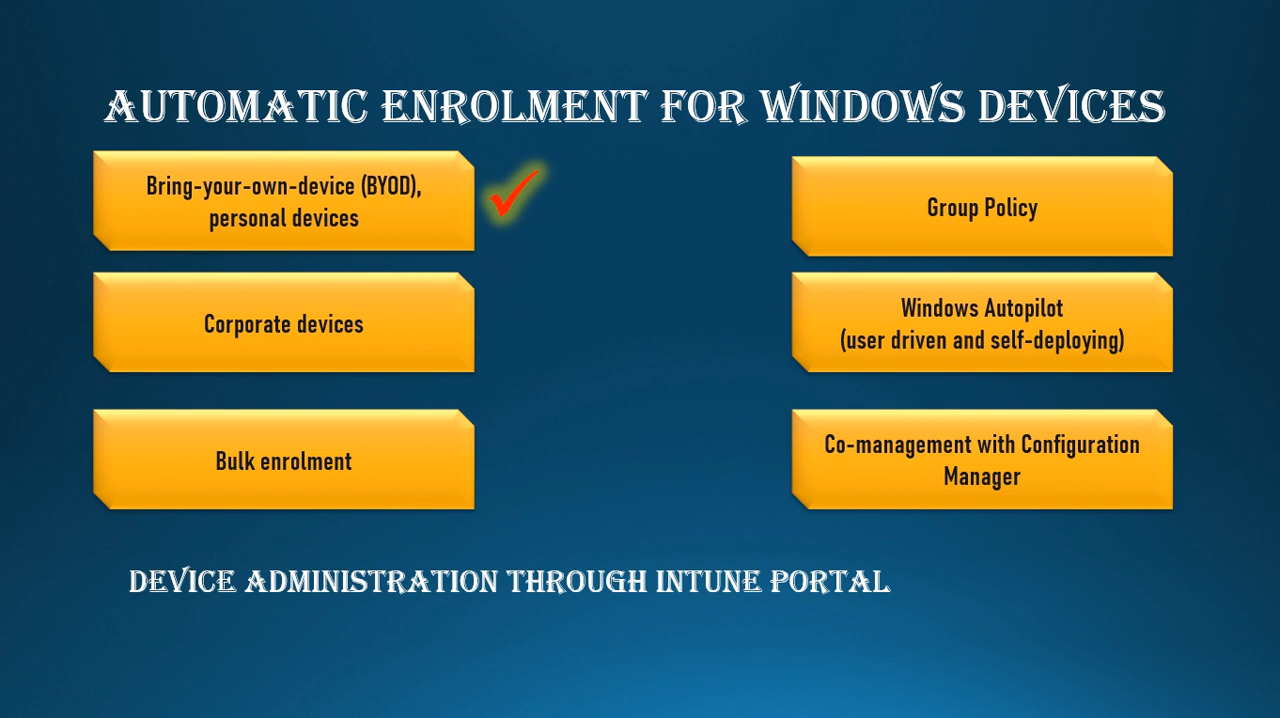 AUTOMATIC ENROLMENT FOR WINDOWS DEVICES
Bring-your-own-device (BYOD),
personal devices
Group Policy
Corporate devices
Windows Autopilot
(user driven and self-deploying)
Bulk enrolment
Co-management with Configuration
Manager
DEVICE ADMINISTRATION THROUGH INTUNE PORTAL